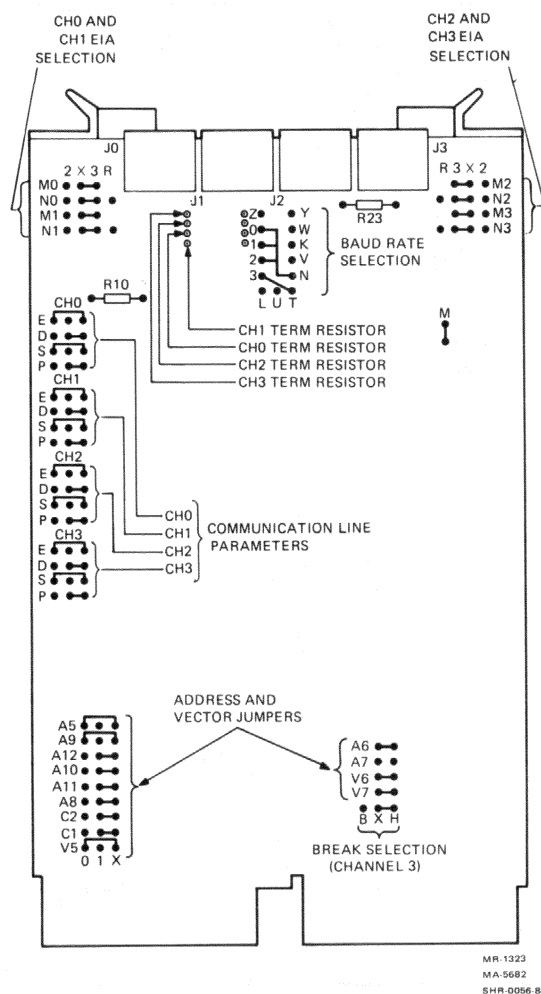 CH0 AND
CH1 EIA
SELECTION
CH2 AND
CH3 EIA
SELECTION
J0
J3
2 X 3 R
R 3 X 2
M0
N0
M1
N1
M2
N2
M3
N3
J1
J2
R23
Z
0
1
2
3
Y
W
K
V
N
L U T
BAUD RATE
SELECTION
R10
M
CH1 TERM RESISTOR
CH0 TERM RESISTOR
CH2 TERM RESISTOR
CH3 TERM RESISTOR
CH0
E
D
S
P
CH1
E
D
S
P
CH2
E
D
S
P
CH3
E
D
S
P
CH0
CH1
CH2
CH3
COMMUNICATION LINE
PARAMETERS
ADDRESS AND
VECTOR JUMPERS
A5
A9
A12
A10
A11
A8
C2
C1
V5
0 1 X
A6
A7
V6
V7
B X H
BREAK SELECTION
(CHANNEL 3)
MR-1323
MA-5682
SHR-0056-8